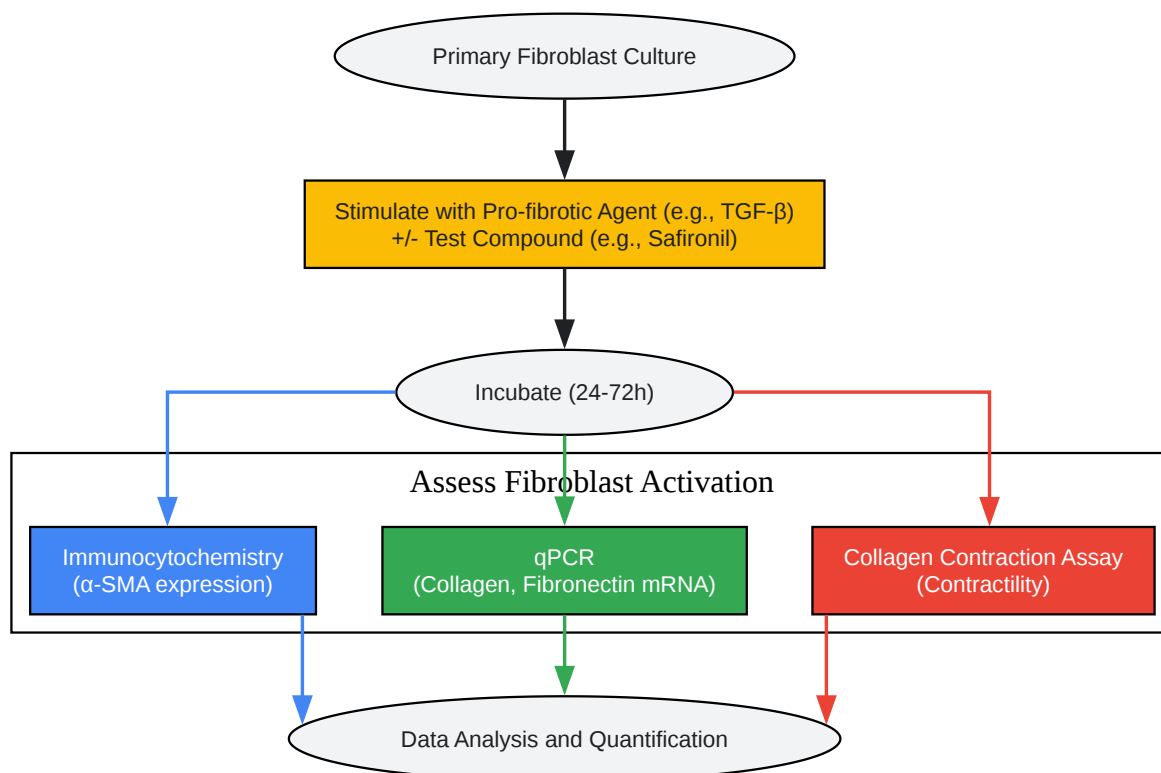 Primary Fibroblast Culture
Stimulate with Pro-fibrotic Agent (e.g., TGF-β)
+/- Test Compound (e.g., Safironil)
Incubate (24-72h)
Assess Fibroblast Activation
Immunocytochemistry
(α-SMA expression)
qPCR
(Collagen, Fibronectin mRNA)
Collagen Contraction Assay
(Contractility)
Data Analysis and Quantification